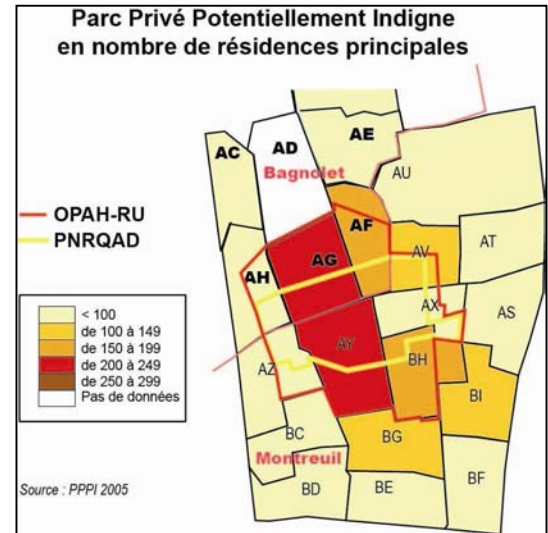 Parc Privé Potentiellement Indigne
en nombre de résidences principales
AC
AD
AE
Bagnolet
AU
OPAH-RU
PNRQAD
AF
AV
AT
AG
AH
AX
AS
< 100
de 100 à 149
de 150 à 199
de 200 à 249
de 250 à 299
Pas de données
AY
BH
AZ
BI
BC
BG
Montreuil
BF
BD
BE
Source : PPPI 2005